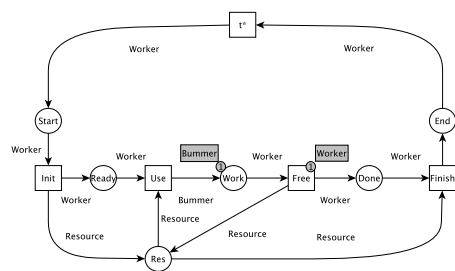 t*
Worker
Worker
Start
End
Worker
Worker
Bummer
Worker
Worker
Worker
1
1
Init
Ready
Use
Work
Free
Done
Finish
Worker
Bummer
Worker
Resource
Resource
Resource
Resource
Res